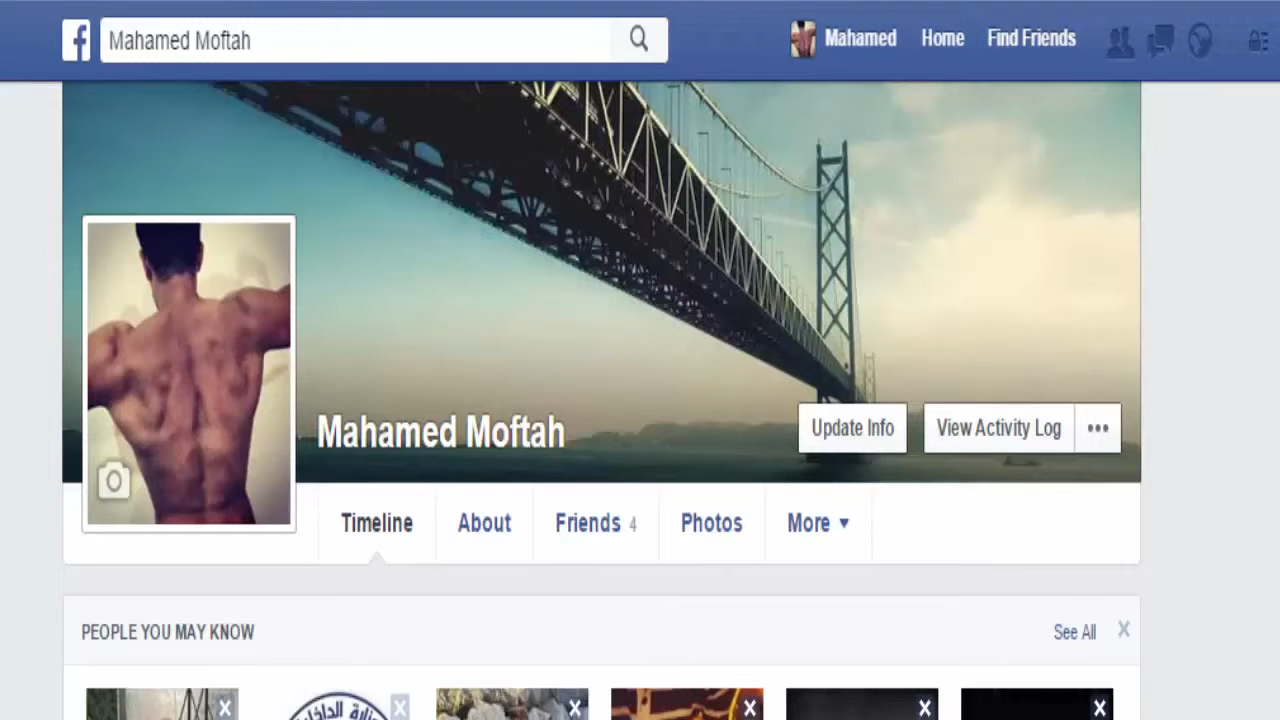 Mahamed Moftah
Mahamed Home Find Friends
Mahamed Moftah
Update Info View Activity Log
Timeline About Friends 4 Photos More
PEOPLE YOU MAY KNOW
See All